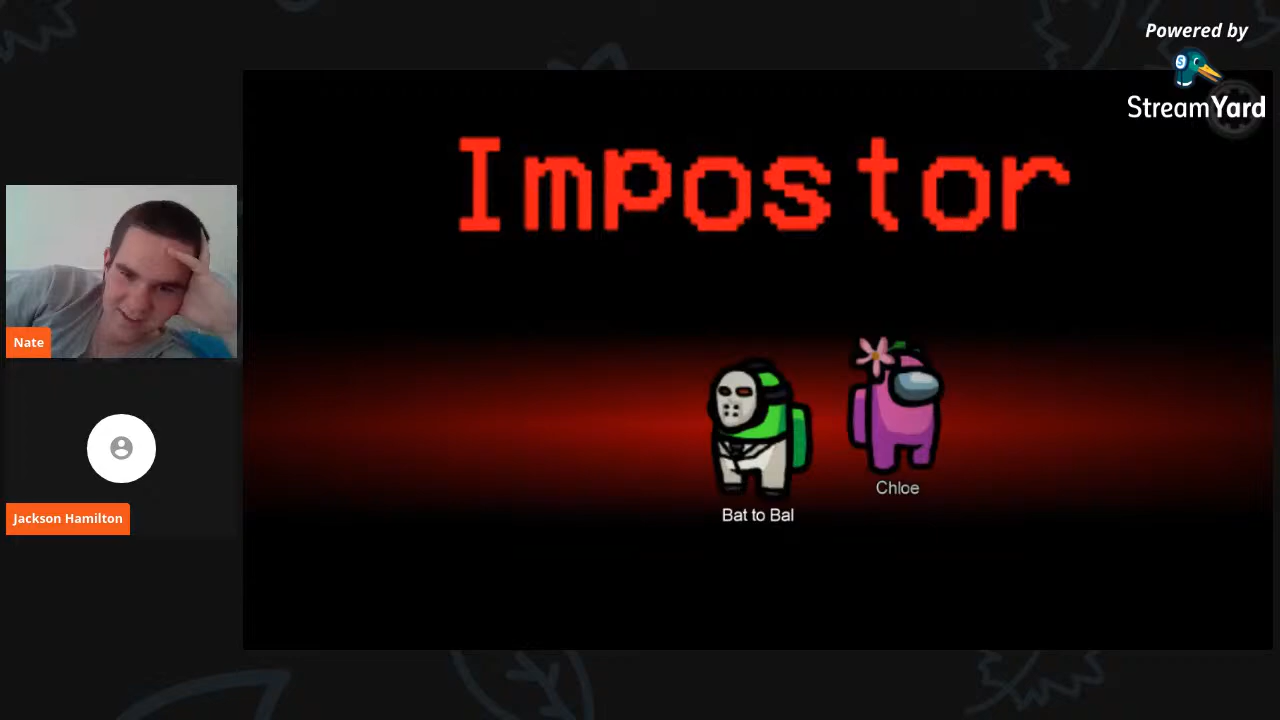 Powered by
StreamYard
Impostor
Nate
Chloe
Jackson Hamilton
Bat to Bal